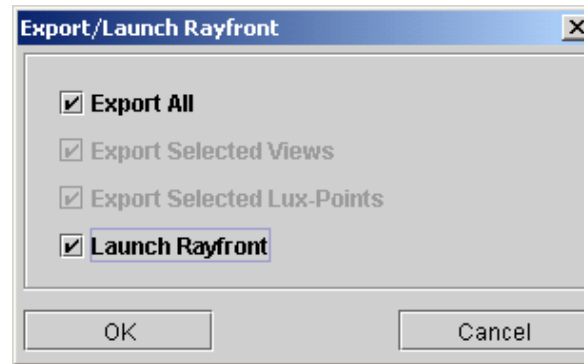 Export/Launch Rayfront
Export All
Export Selected Views
Export Selected Lux-Points
Launch Rayfront
OK
Cancel